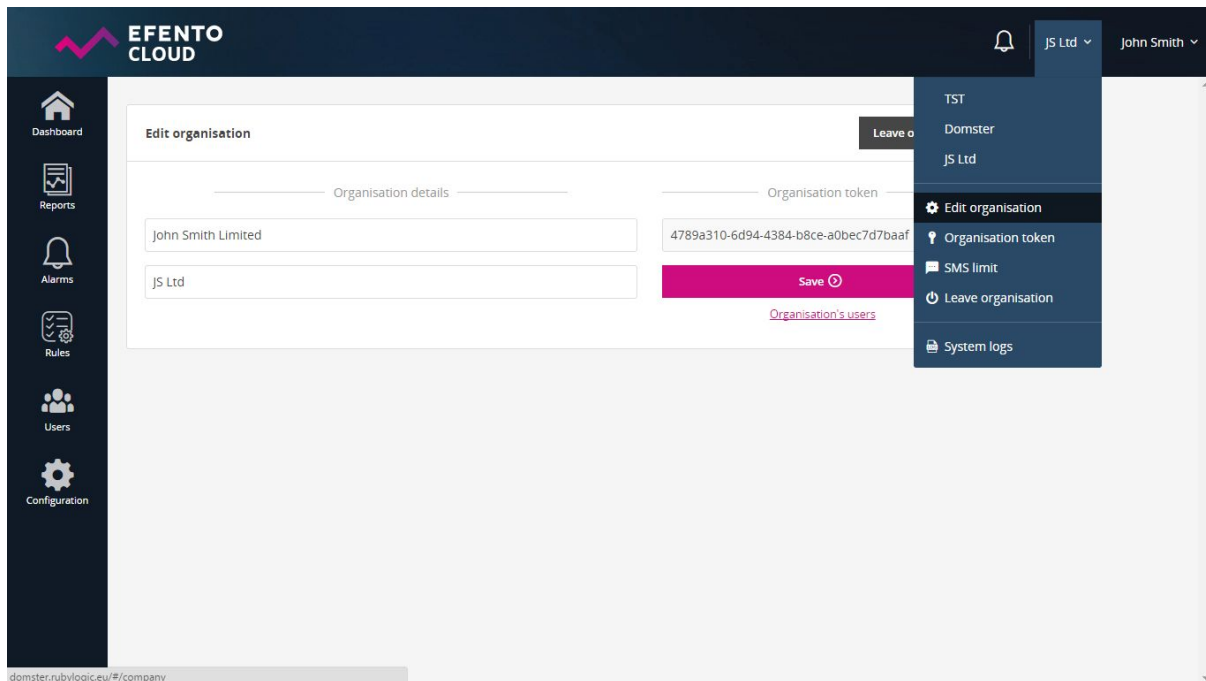 EFENTO
CLOUD
JS Ltd
John Smith
Dashboard
Reports
Alarms
Rules
Users
Configuration
Edit organisation
Leave o
Organisation details
Organisation token
John Smith Limited
4789a310-6d94-4384-b8ce-a0bec7d7baaf
JS Ltd
Save
Organisation's users
TST
Domster
JS Ltd
Edit organisation
Organisation token
SMS limit
Leave organisation
System logs
domster.rubylogic.eu/#/company